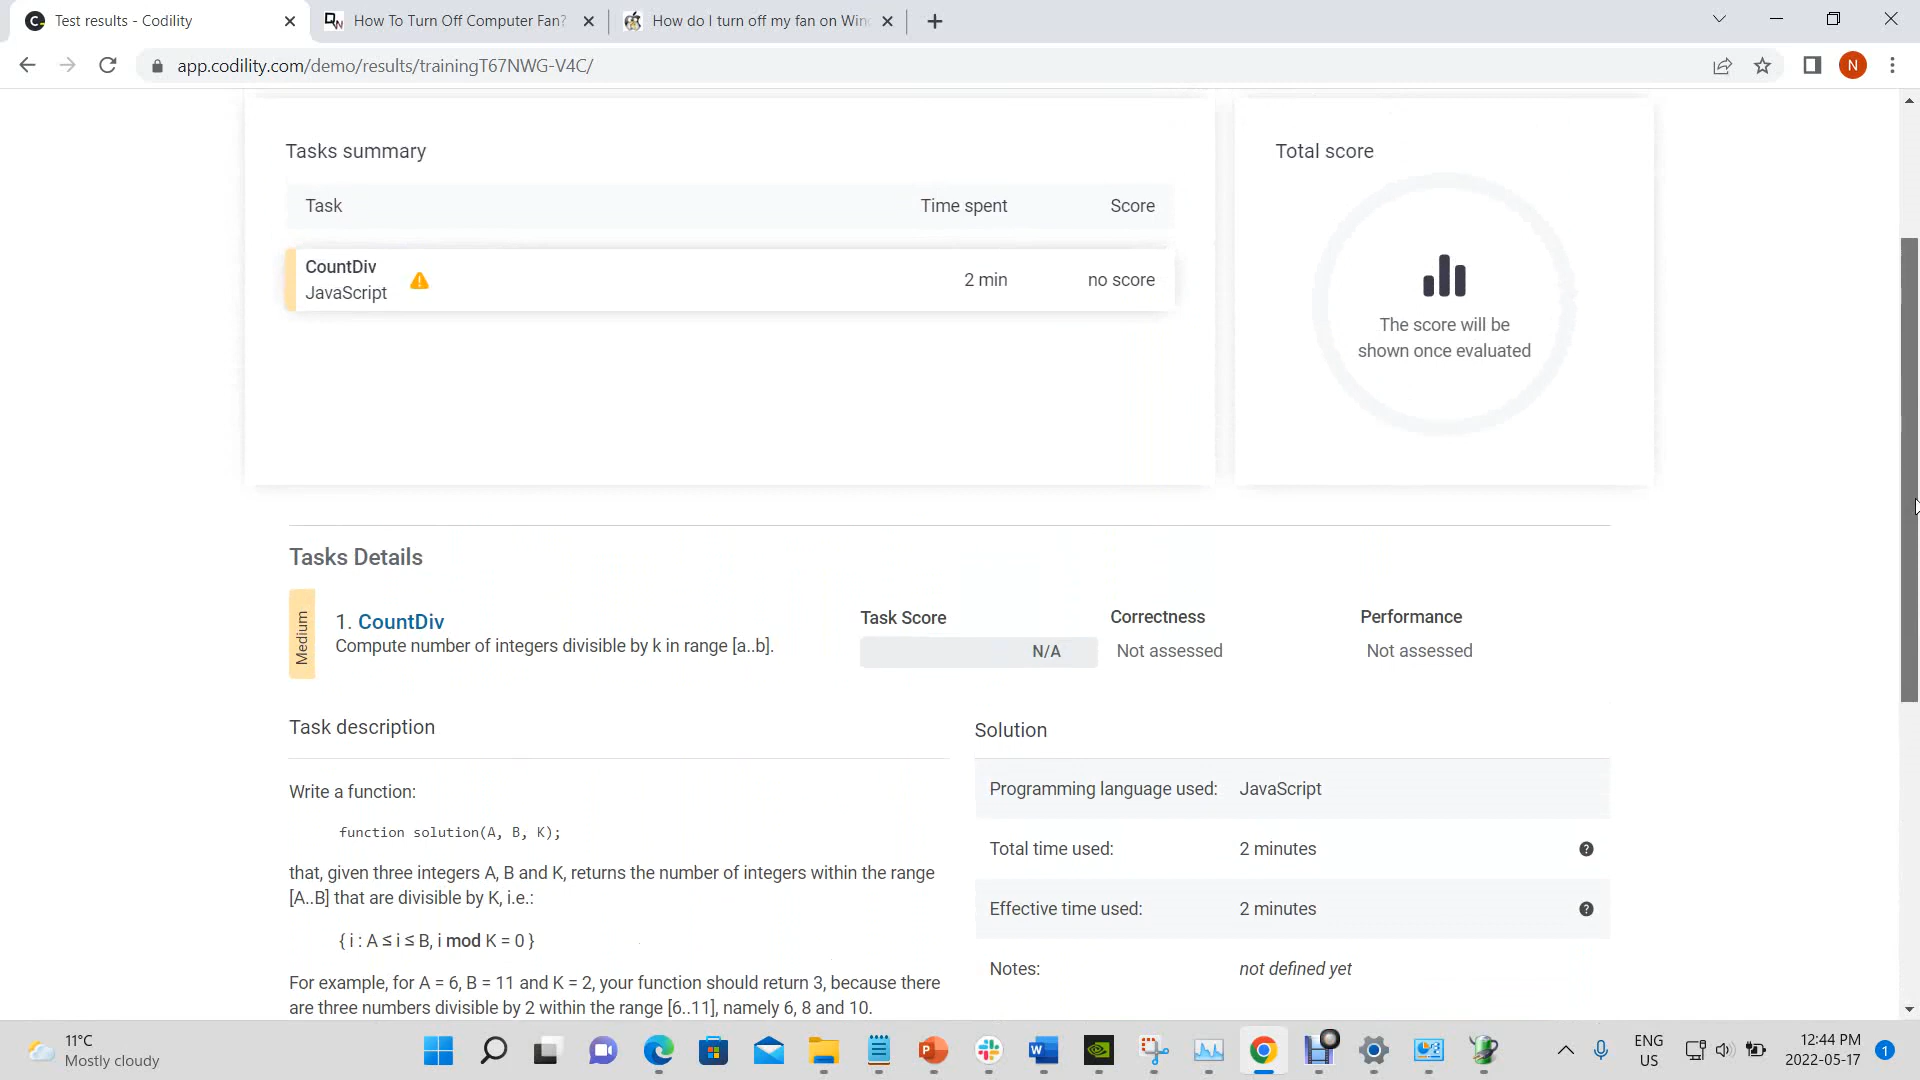 Test results - Codility
How To Turn Off Computer Fan?
How do I turn off my fan on Win
app.codility.com/demo/results/trainingT67NWG-V4C/
N
Tasks summary
Total score
Task Time spent Score
CountDiv
JavaScript
2 min no score
The score will be
shown once evaluated
Tasks Details
Medium
1. CountDiv
Compute number of integers divisible by k in range [a..b].
Task Score Correctness Performance
N/A Not assessed Not assessed
Task description
Solution
Write a function:
function solution(A, B, K);
that, given three integers A, B and K, returns the number of integers within the range
[A..B] that are divisible by K, i.e.:
{ i : A ≤ i ≤ B, i mod K = 0 }
For example, for A = 6, B = 11 and K = 2, your function should return 3, because there
are three numbers divisible by 2 within the range [6..11], namely 6, 8 and 10.
Programming language used: JavaScript
Total time used: 2 minutes ?
Effective time used: 2 minutes ?
Notes: not defined yet
11°C
Mostly cloudy
ENG
US
12:44 PM
2022-05-17
1